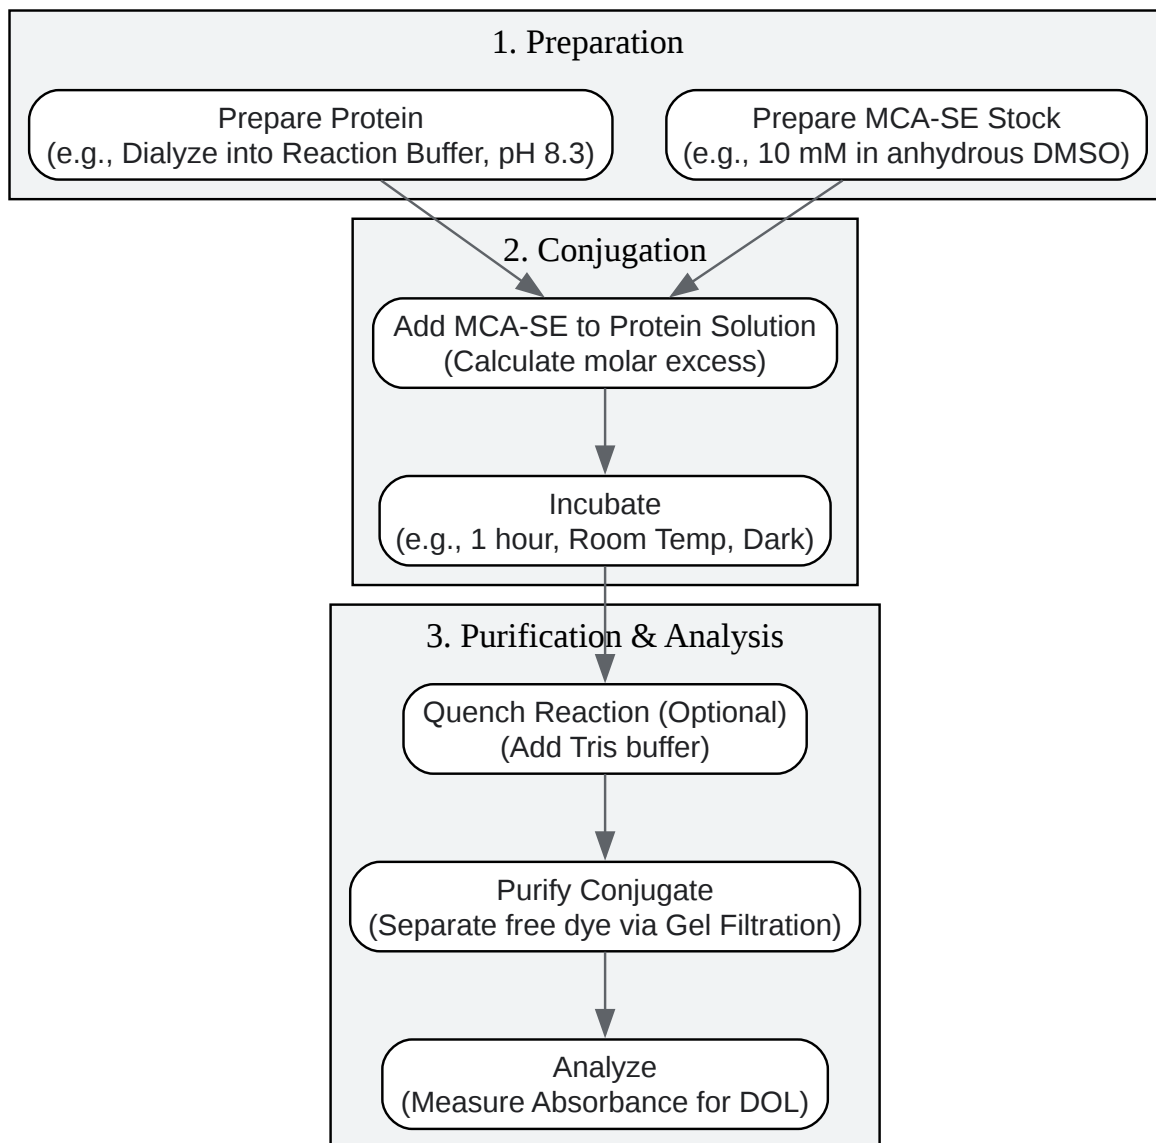 1. Preparation
Prepare Protein
(e.g., Dialyze into Reaction Buffer, pH 8.3)
Prepare MCA-SE Stock
(e.g., 10 mM in anhydrous DMSO)
2. Conjugation
Add MCA-SE to Protein Solution
(Calculate molar excess)
Incubate
(e.g., 1 hour, Room Temp, Dark)
3. Purification & Analysis
Quench Reaction (Optional)
(Add Tris buffer)
Purify Conjugate
(Separate free dye via Gel Filtration)
Analyze
(Measure Absorbance for DOL)